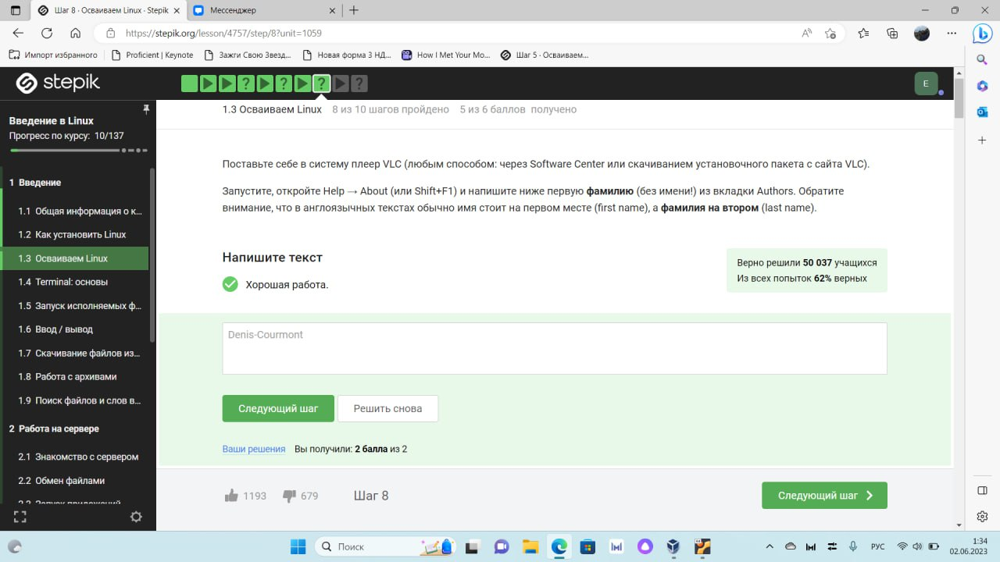 Шаг 8 · Осваиваем Linux · Stepik
Мессенджер
https://stepik.org/lesson/4757/step/8?unit=1059
Импорт избранного
Proficient | Keynote
Зажги Свою Звезд...
Новая форма 3 НД...
How I Met Your Mo...
Шаг 5 · Осваиваем...
stepik
E
1.3 Осваиваем Linux 8 из 10 шагов пройдено 5 из 6 баллов получено
Введение в Linux
Прогресс по курсу: 10/137
1 Введение
1.1 Общая информация о к...
1.2 Как установить Linux
1.3 Осваиваем Linux
1.4 Terminal: основы
1.5 Запуск исполняемых ф...
1.6 Ввод / вывод
1.7 Скачивание файлов из...
1.8 Работа с архивами
1.9 Поиск файлов и слов в...
2 Работа на сервере
2.1 Знакомство с сервером
2.2 Обмен файлами
2.3 Запуск приложений
Поставьте себе в систему плеер VLC (любым способом: через Software Center или скачиванием установочного пакета с сайта VLC).
Запустите, откройте Help → About (или Shift+F1) и напишите ниже первую фамилию (без имени!) из вкладки Authors. Обратите
внимание, что в англоязычных текстах обычно имя стоит на первом месте (first name), а фамилия на втором (last name).
Напишите текст
Хорошая работа.
Верно решили 50 037 учащихся
Из всех попыток 62% верных
Denis-Courmont
Следующий шаг
Решить снова
Ваши решения Вы получили: 2 балла из 2
1193
679
Шаг 8
Следующий шаг
Поиск
РУС
1:34
02.06.2023